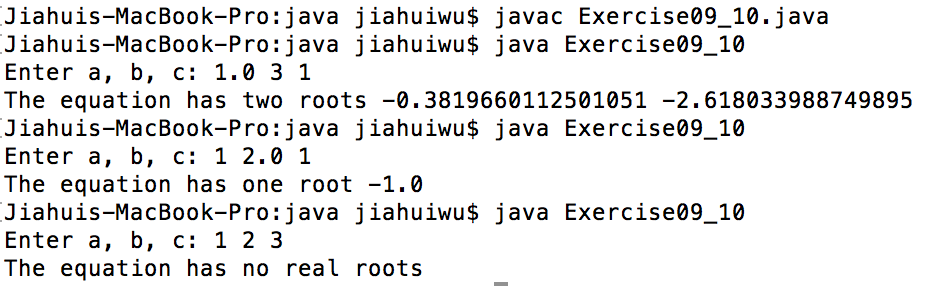 Jiahuis-MacBook-Pro:java jiahuiwu$ javac Exercise09_10.java
Jiahuis-MacBook-Pro:java jiahuiwu$ java Exercise09_10
Enter a, b, c: 1.0 3 1
The equation has two roots -0.3819660112501051 -2.618033988749895
Jiahuis-MacBook-Pro:java jiahuiwu$ java Exercise09_10
Enter a, b, c: 1 2.0 1
The equation has one root -1.0
Jiahuis-MacBook-Pro:java jiahuiwu$ java Exercise09_10
Enter a, b, c: 1 2 3
The equation has no real roots